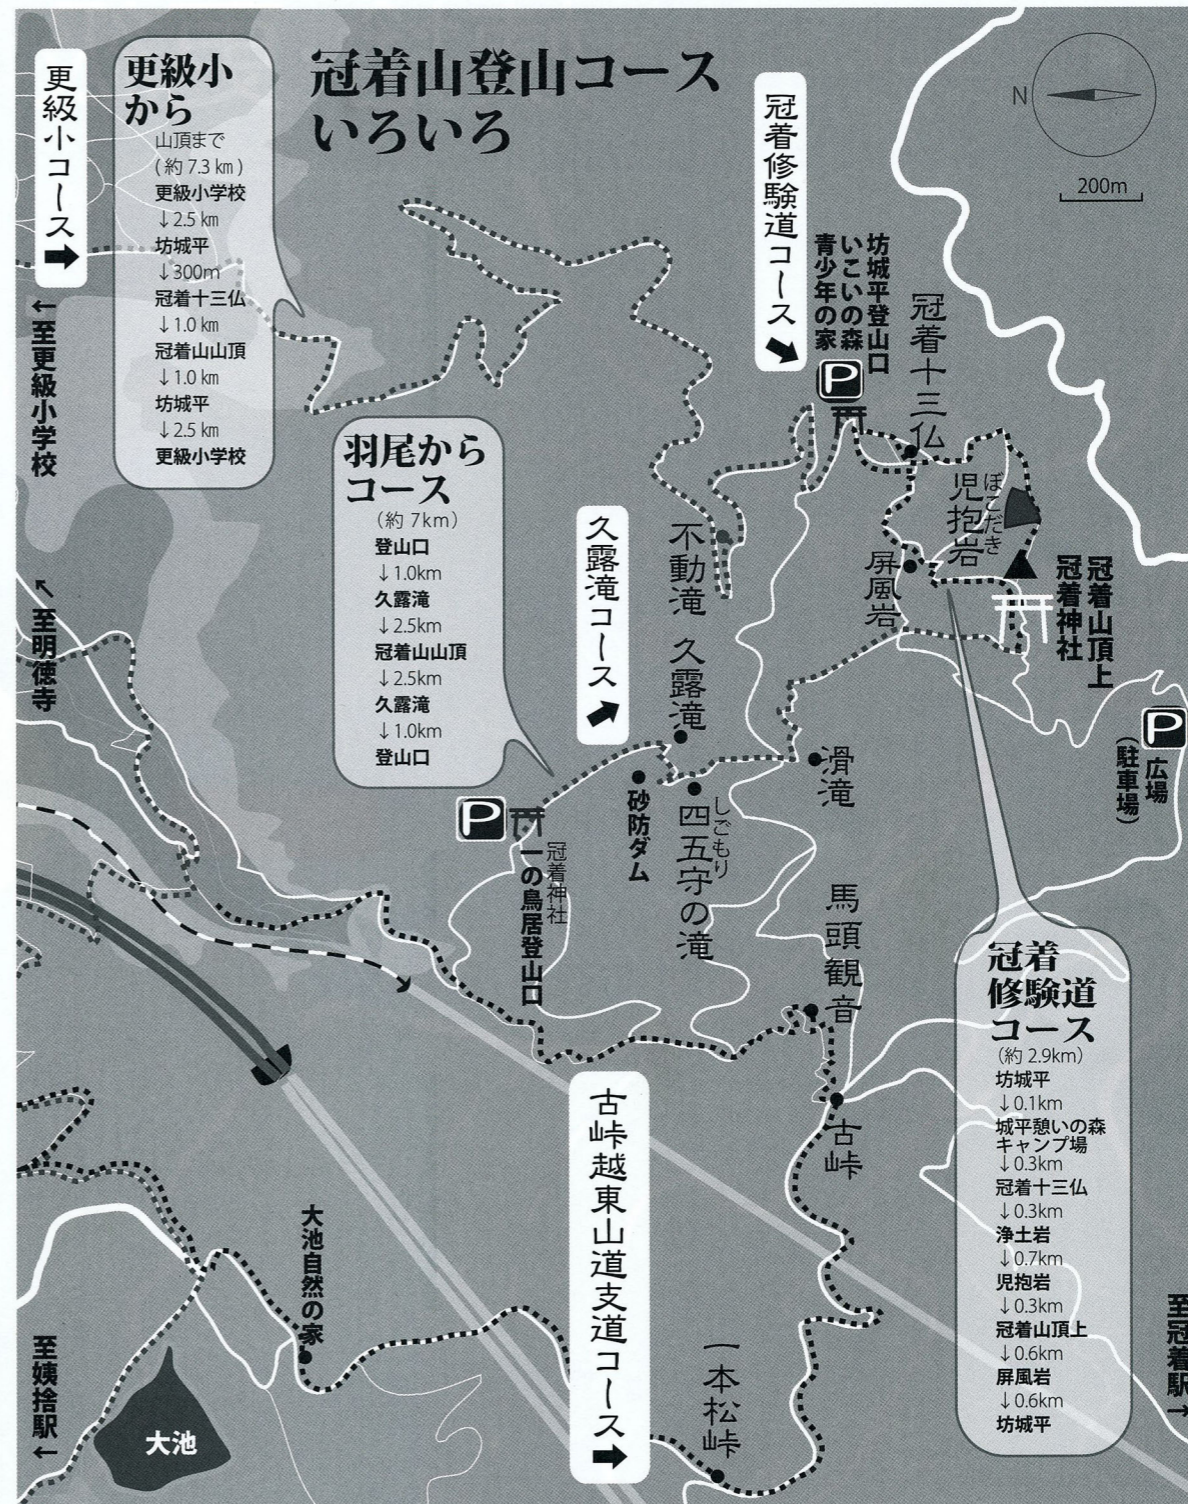 冠着山登山コース
いろいろ
更級小コース
更級小
から
山頂まで
(約 7.3 ㎞)
更級小学校
↓2.5 ㎞
坊城平
↓300m
冠着十三仏
↓1.0 ㎞
冠着山山頂
↓1.0 ㎞
坊城平
↓2.5 ㎞
更級小学校
←至更級小学校
↖至明徳寺
羽尾から
コース
(約 7km)
登山口
↓1.0km
久露滝
↓2.5km
冠着山山頂
↓2.5km
久露滝
↓1.0km
登山口
冠着修験道コース
N
200m
坊城平登山口
いこいの森
青少年の家
P
冠着十三仏
児抱岩
ぼこだき
屏風岩
冠着山頂上
冠着神社
久露滝コース
不動滝
久露滝
砂防ダム
四五守の滝
しごもり
滑滝
P
広場
(駐車場)
P
冠着神社
一の鳥居登山口
馬頭観音
古峠
古峠越東山道支道コース
一本松峠
大池自然の家
大池
至姨捨駅←
至冠着駅→
冠着
修験道
コース
(約 2.9km)
坊城平
↓0.1km
城平憩いの森
キャンプ場
↓0.3km
冠着十三仏
↓0.3km
浄土岩
↓0.7km
児抱岩
↓0.3km
冠着山頂上
↓0.6km
屏風岩
↓0.6km
坊城平